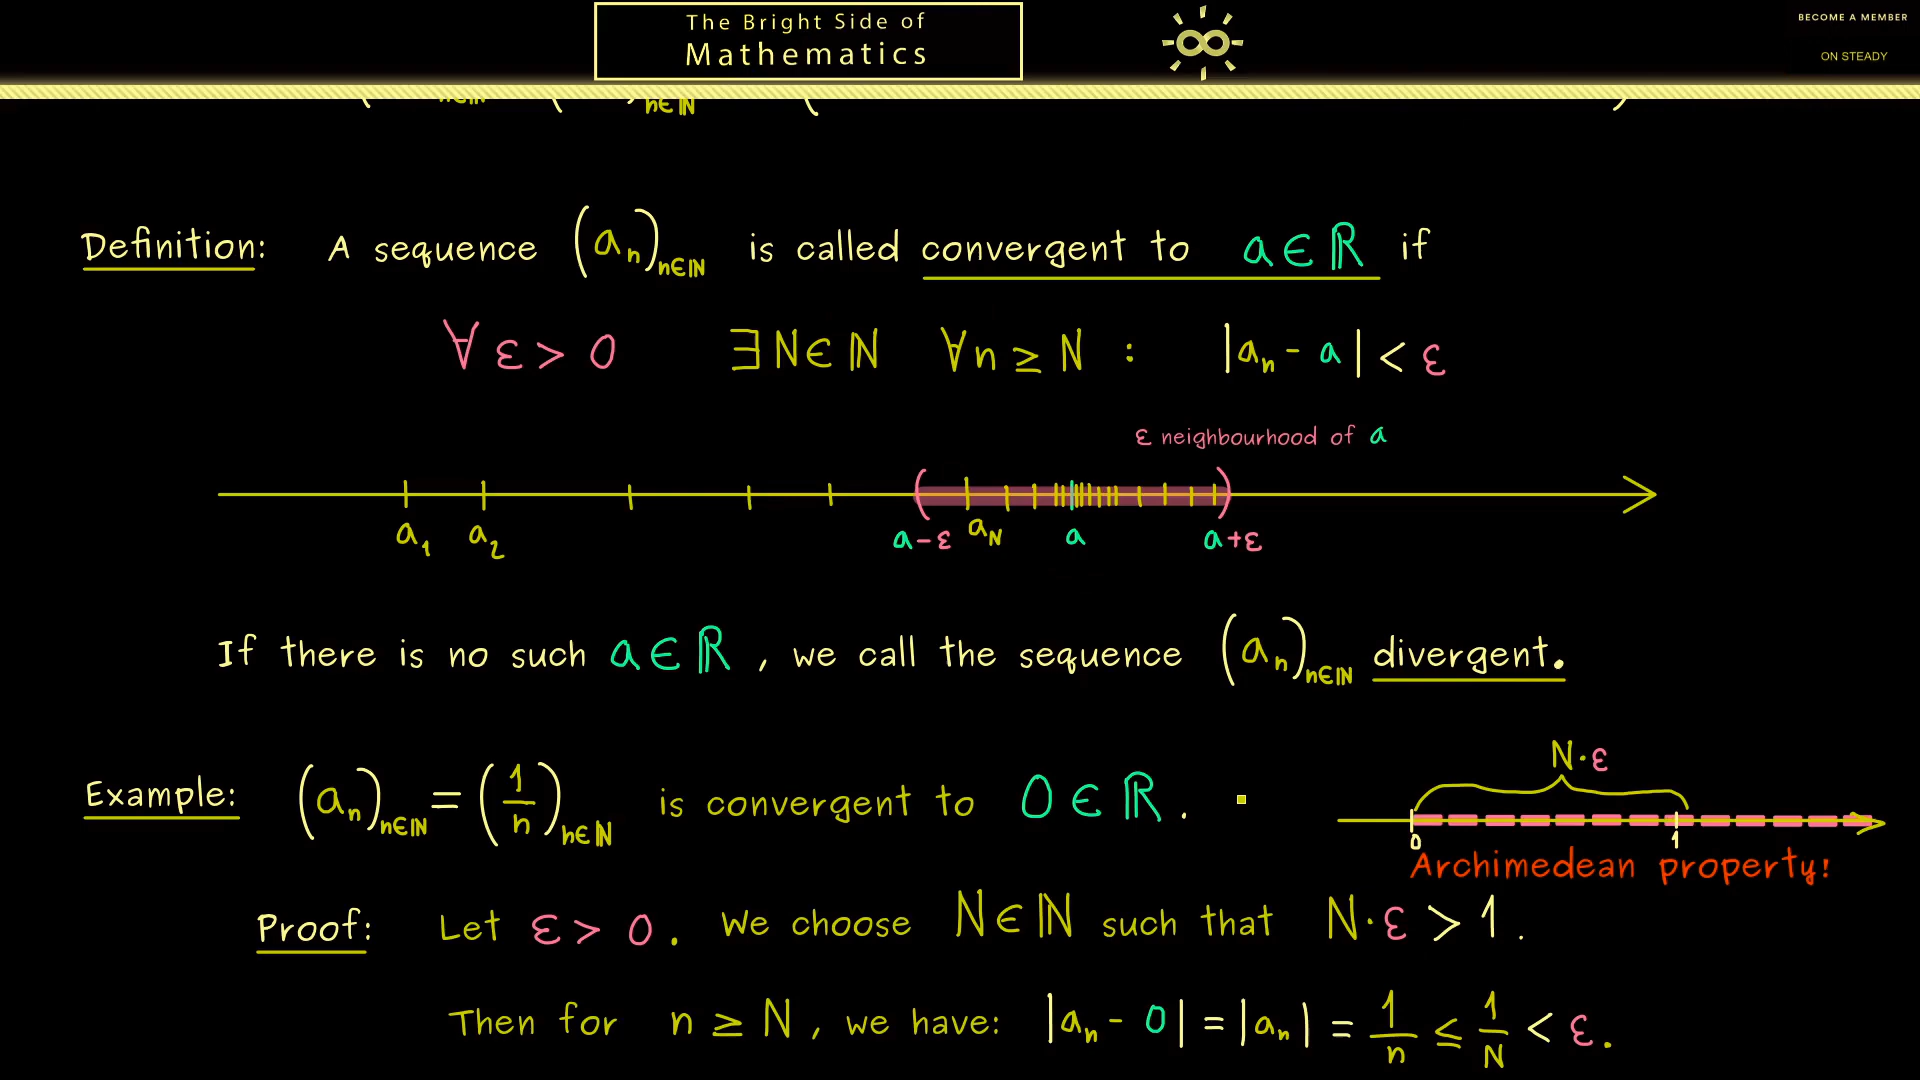 The Bright Side of
Mathematics
BECOME A MEMBER
ON STEADY
n∈ℕ n∈ℕ
Definition: A sequence (aₙ)ₙ∈ℕ is called convergent to a ∈ ℝ if
∀ ε > 0 ∃ N ∈ ℕ ∀ n ≥ N : |aₙ - a| < ε
ε neighbourhood of a
a₁ a₂ a-ε a_N a a+ε
If there is no such a ∈ ℝ , we call the sequence (aₙ)ₙ∈ℕ divergent.
N·ε
Example: (aₙ)ₙ∈ℕ = (1/n)ₙ∈ℕ is convergent to 0 ∈ ℝ .
0 1
Archimedean property!
Proof: Let ε > 0 . We choose N ∈ ℕ such that N·ε > 1 .
Then for n ≥ N , we have: |aₙ - 0| = |aₙ| = 1/n ≤ 1/N < ε .